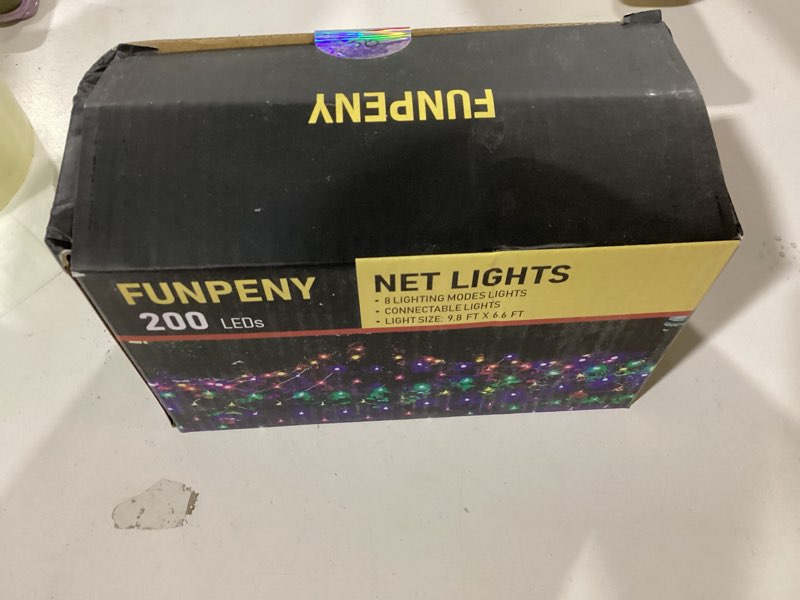 FUNPENY
FUNPENY
200 LEDs
NET LIGHTS
• 8 LIGHTING MODES LIGHTS
• CONNECTABLE LIGHTS
• LIGHT SIZE: 9.8 FT X 6.6 FT